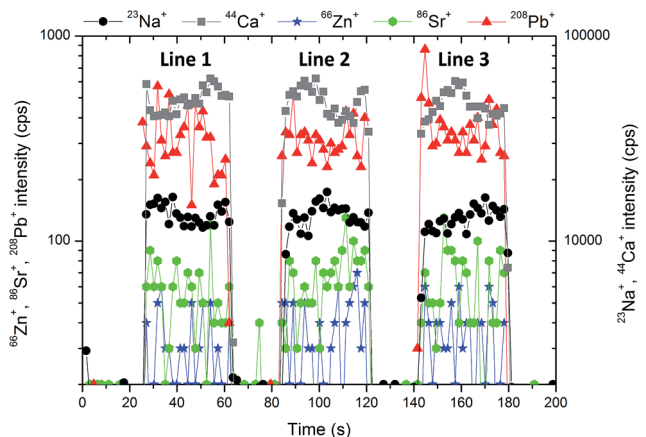 ²³Na⁺ ⁴⁴Ca⁺ ⁶⁶Zn⁺ ⁸⁶Sr⁺ ²⁰⁸Pb⁺
1000 100000
Line 1 Line 2 Line 3
⁶⁶Zn⁺, ⁸⁶Sr⁺, ²⁰⁸Pb⁺ intensity (cps)
²³Na⁺, ⁴⁴Ca⁺ intensity (cps)
100 10000
0 20 40 60 80 100 120 140 160 180 200
Time (s)